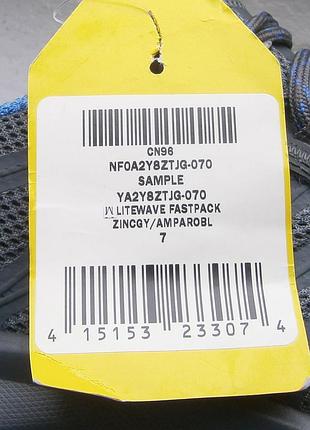 CN96
NF0A2Y8ZTJG-070
SAMPLE
YA2Y8ZTJG-070
M LITEWAVE FASTPACK
ZINCGY/AMPAROBL
7
4 15153 23307 4